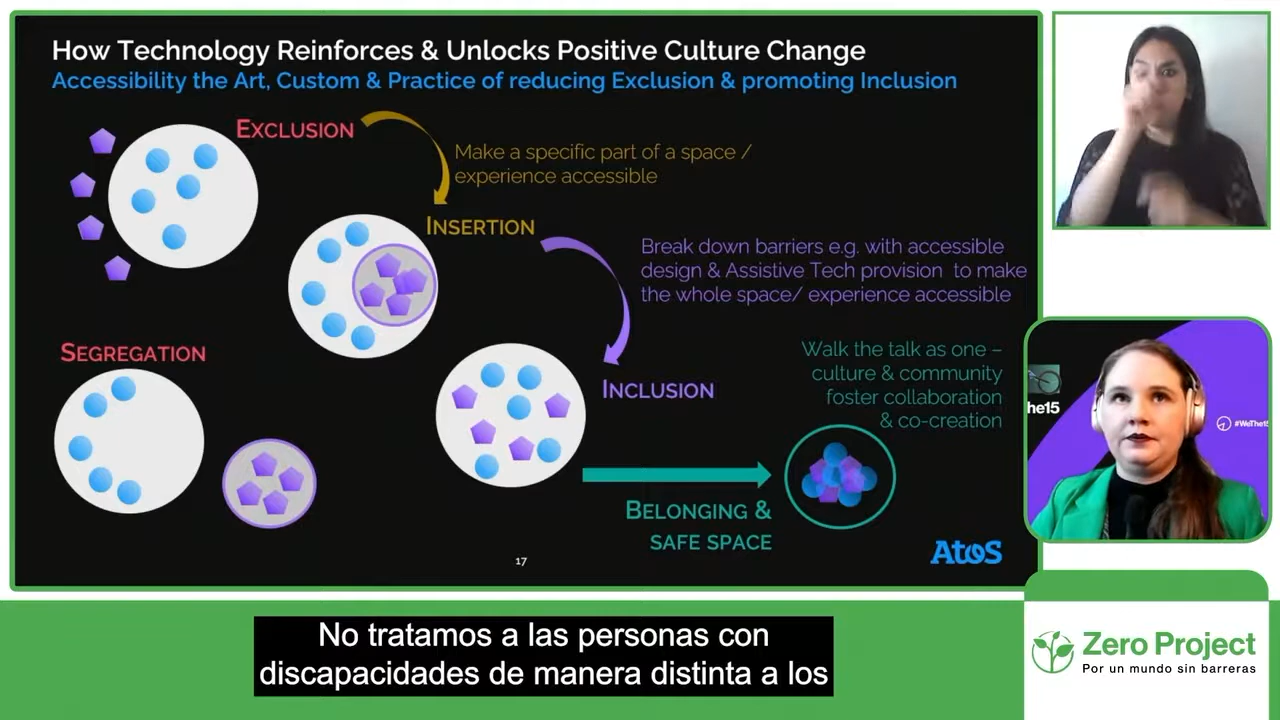 How Technology Reinforces & Unlocks Positive Culture Change
Accessibility the Art, Custom & Practice of reducing Exclusion & promoting Inclusion
EXCLUSION
Make a specific part of a space /
experience accessible
INSERTION
Break down barriers e.g. with accessible
design & Assistive Tech provision to make
the whole space/ experience accessible
SEGREGATION
INCLUSION
Walk the talk as one –
culture & community
foster collaboration
& co-creation
BELONGING &
SAFE SPACE
17
Atos
he15
#WeThe15
No tratamos a las personas con
discapacidades de manera distinta a los
Zero Project
Por un mundo sin barreras